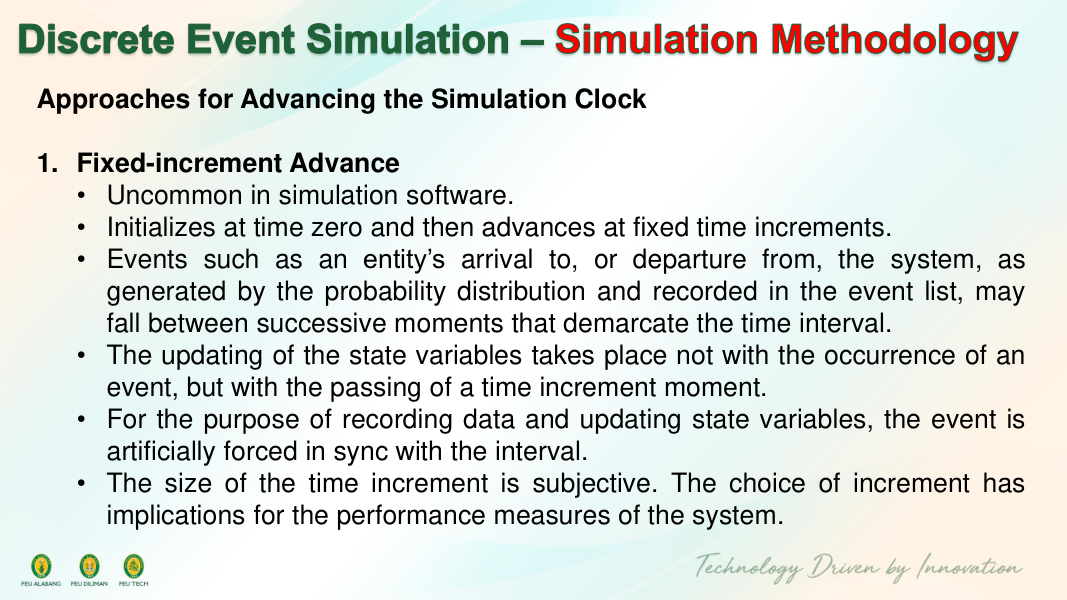 Discrete Event Simulation – Simulation Methodology
Approaches for Advancing the Simulation Clock
1. Fixed-increment Advance
• Uncommon in simulation software.
• Initializes at time zero and then advances at fixed time increments.
• Events such as an entity’s arrival to, or departure from, the system, as
generated by the probability distribution and recorded in the event list, may
fall between successive moments that demarcate the time interval.
• The updating of the state variables takes place not with the occurrence of an
event, but with the passing of a time increment moment.
• For the purpose of recording data and updating state variables, the event is
artificially forced in sync with the interval.
• The size of the time increment is subjective. The choice of increment has
implications for the performance measures of the system.
FEU ALABANG FEU DILIMAN FEU TECH
Technology Driven by Innovation